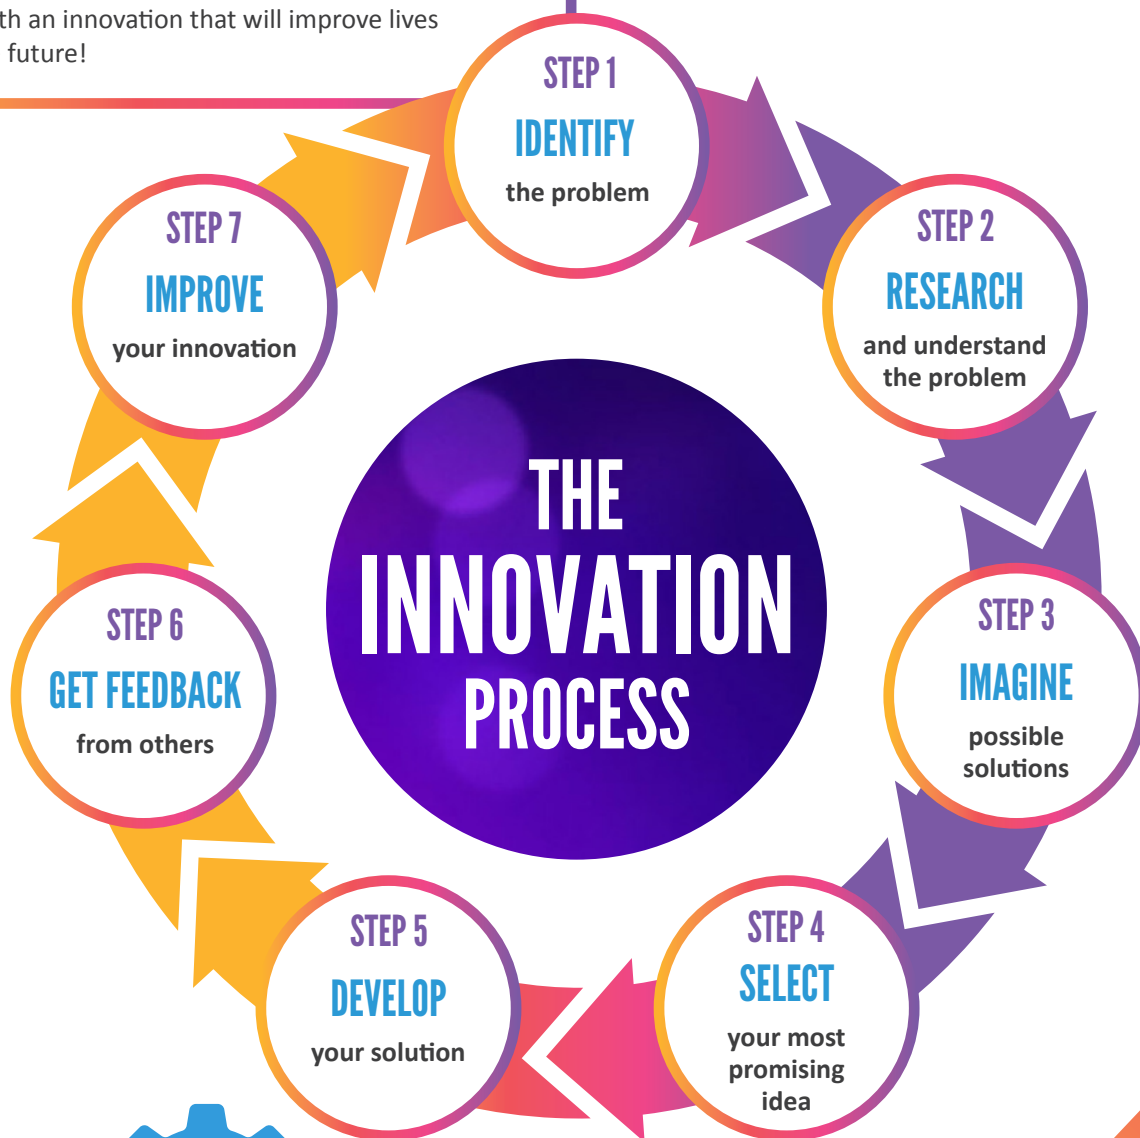 th an innovation that will improve lives
future!
STEP 1
IDENTIFY
the problem
STEP 2
RESEARCH
and understand
the problem
STEP 3
IMAGINE
possible
solutions
STEP 4
SELECT
your most
promising
idea
STEP 5
DEVELOP
your solution
STEP 6
GET FEEDBACK
from others
STEP 7
IMPROVE
your innovation
THE
INNOVATION
PROCESS